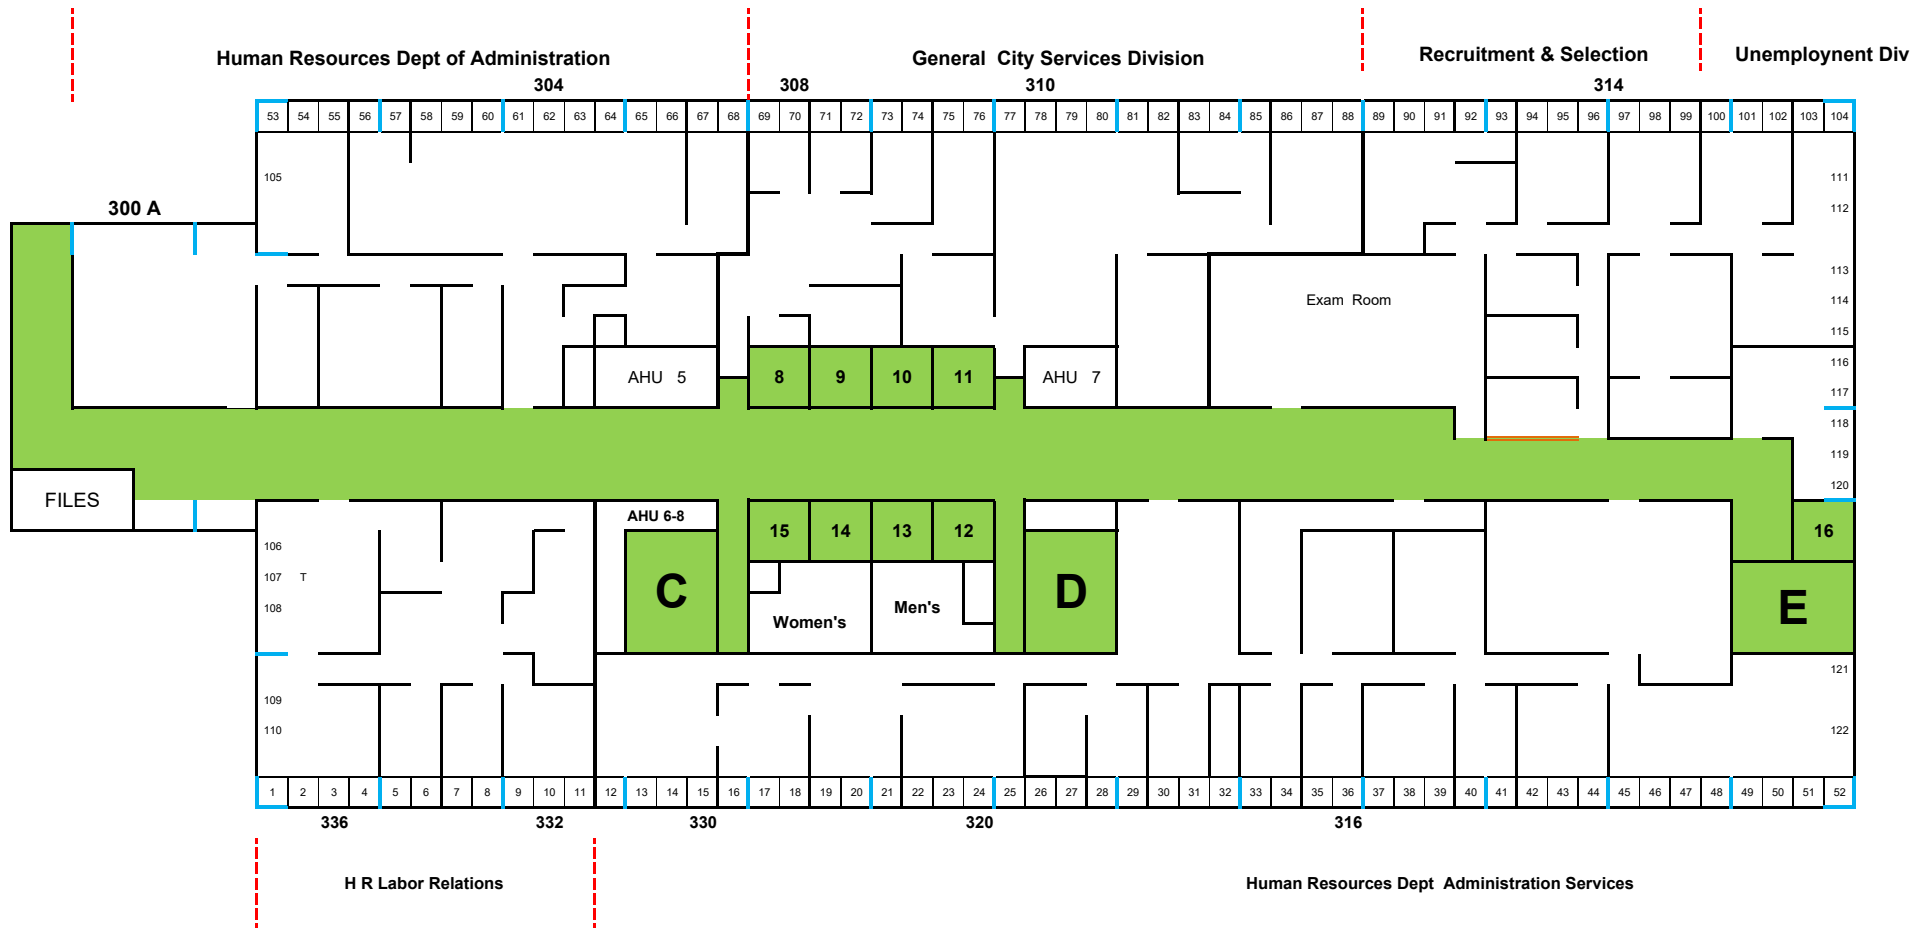 Human Resources Dept of Administration
General City Services Division
Recruitment & Selection
Unemploynent Div
304
308
310
314
53 54 55 56 57 58 59 60 61 62 63 64 65 66 67 68 69 70 71 72 73 74 75 76 77 78 79 80 81 82 83 84 85 86 87 88 89 90 91 92 93 94 95 96 97 98 99 100 101 102 103 104
105
111
300 A
112
113
Exam Room
114
115
116
AHU 5
8
9
10
11
AHU 7
117
118
119
120
FILES
AHU 6-8
15
14
13
12
16
106
107
T
108
C
Women's
Men's
D
E
121
109
110
122
1 2 3 4 5 6 7 8 9 10 11 12 13 14 15 16 17 18 19 20 21 22 23 24 25 26 27 28 29 30 31 32 33 34 35 36 37 38 39 40 41 42 43 44 45 46 47 48 49 50 51 52
336
332
330
320
316
H R Labor Relations
Human Resources Dept Administration Services